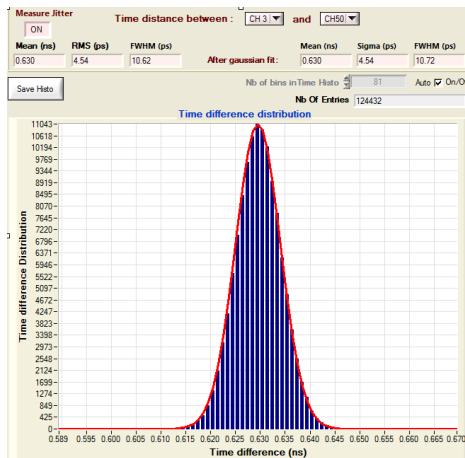 Measure Jitter
ON
Time distance between : CH 3 and CH50
Mean (ns) RMS (ps) FWHM (ps) Mean (ns) Sigma (ps) FWHM (ps)
0.630 4.54 10.62 After gaussian fit: 0.630 4.54 10.72
Nb of bins in Time Histo 81 Auto On/O
Save Histo
Nb Of Entries 124432
Time difference distribution
Time difference Distribution
11043
10618
10194
9769
9344
8919
8495
8070
7645
7220
6796
6371
5946
5522
5097
4672
4247
3823
3398
2973
2548
2124
1699
1274
849
425
0
0.589 0.595 0.600 0.605 0.610 0.615 0.620 0.625 0.630 0.635 0.640 0.645 0.650 0.655 0.660 0.665 0.670
Time difference (ns)